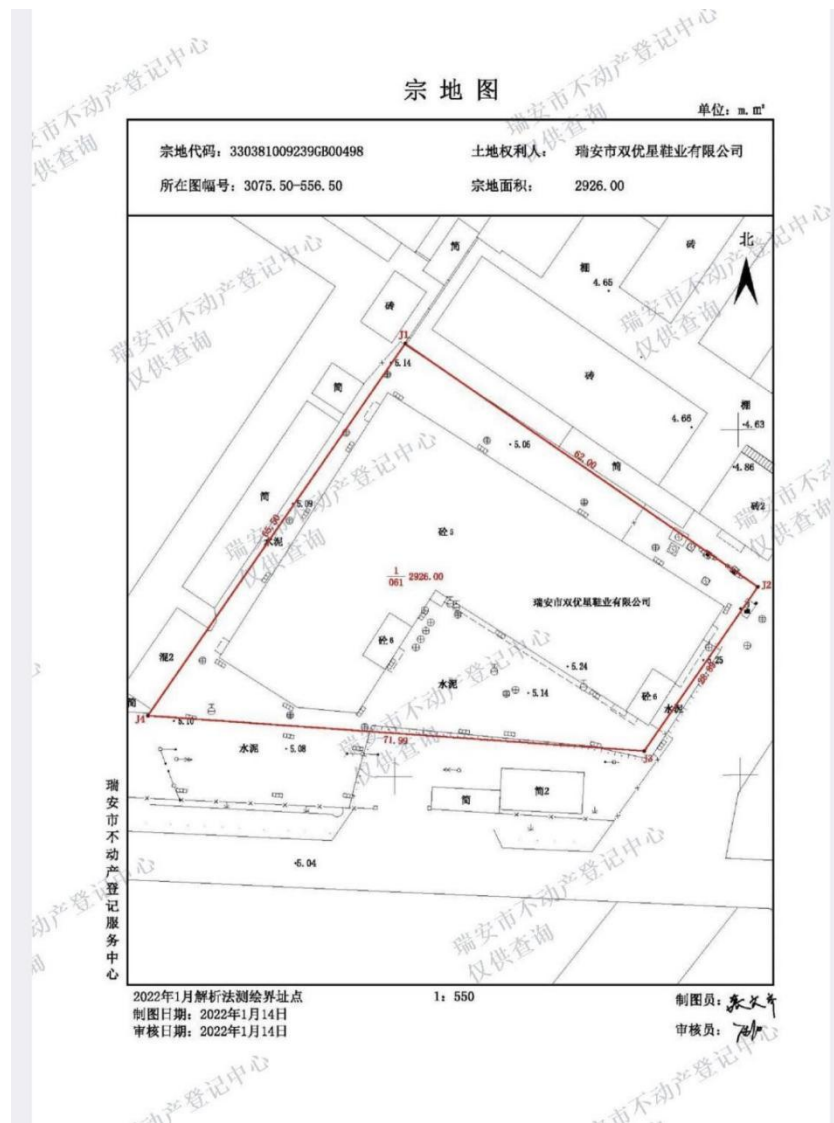 宗地图
单位：m.m²
宗地代码：330381009239GB00498
土地权利人：
瑞安市双优星鞋业有限公司
所在图幅号：3075.50-556.50
宗地面积：
2926.00
北
简
砖
棚
4.65
砖
J1
5.14
简
砖
棚
4.66
4.63
5.06
62.00
简
4.86
砖2
简
5.09
水泥
砼
1
061
2926.00
J2
瑞安市双优星鞋业有限公司
砼6
混2
5.24
水泥
5.14
砼6
水泥
简
J4
5.10
71.99
水泥
5.08
简
简2
5.04
瑞安市不动产登记服务中心
2022年1月解析法测绘界址点
1：550
制图员：
制图日期：2022年1月14日
审核日期：2022年1月14日
审核员：
瑞安市不动产登记中心
仅供查询